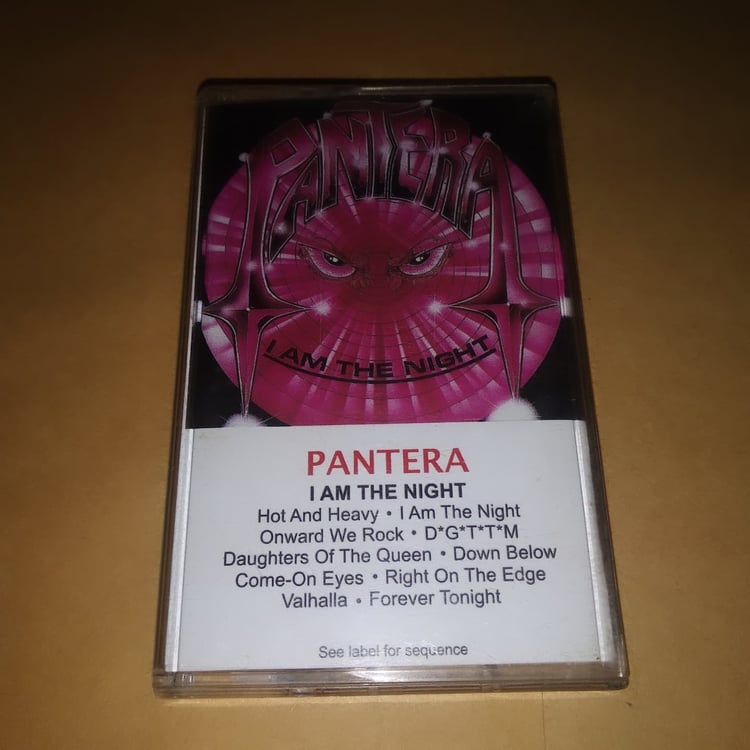 PANTERA
I AM THE NIGHT
PANTERA
I AM THE NIGHT
Hot And Heavy • I Am The Night
Onward We Rock • D*G*T*T*M
Daughters Of The Queen • Down Below
Come-On Eyes • Right On The Edge
Valhalla • Forever Tonight
See label for sequence